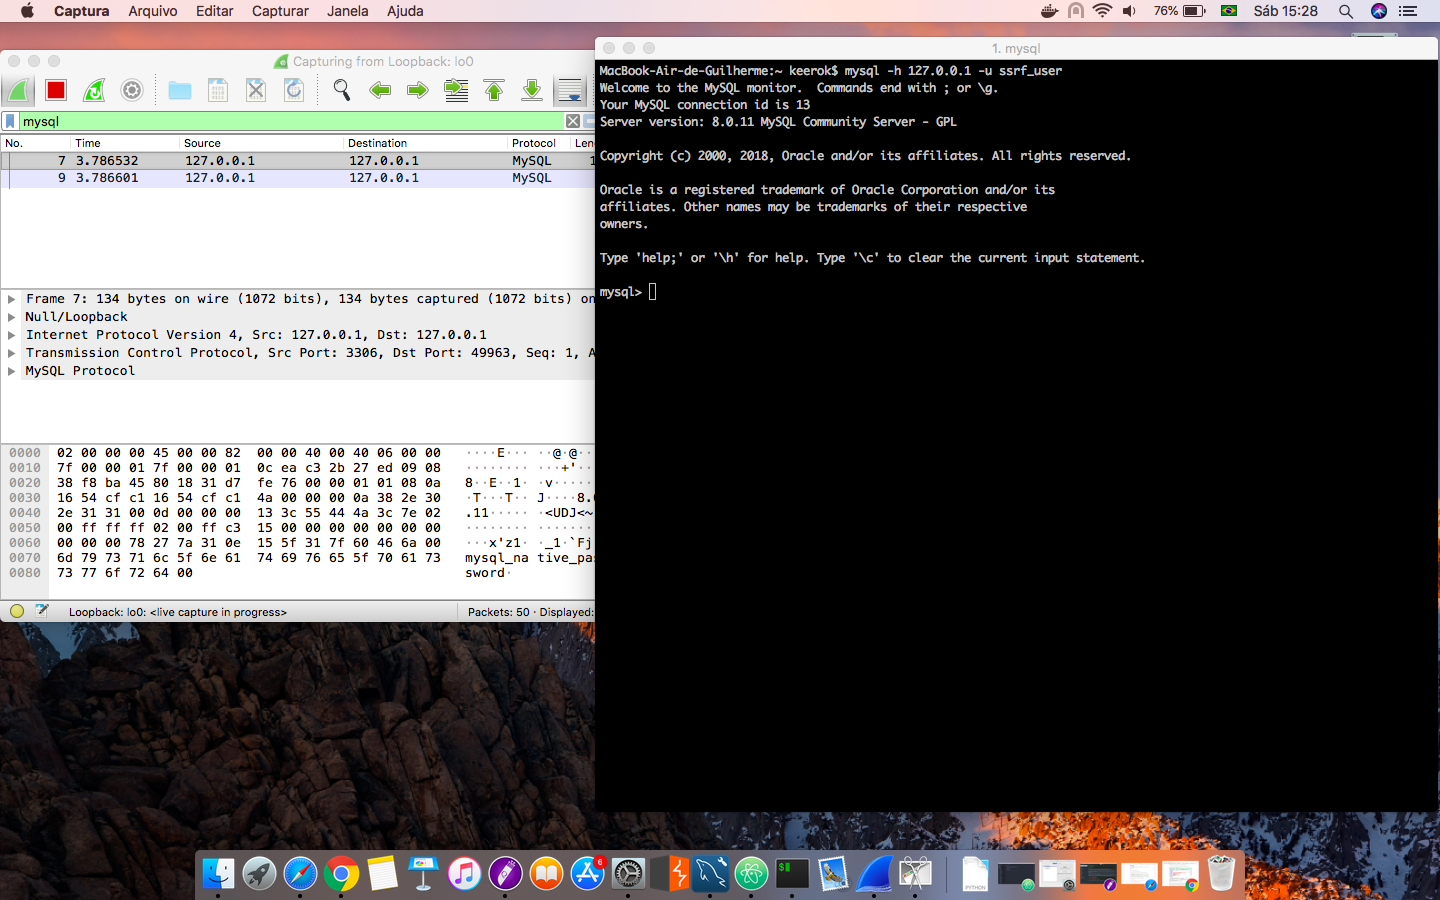 Captura Arquivo Editar Capturar Janela Ajuda 76% Sáb 15:28
Capturing from Loopback: lo0
mysql
No. Time Source Destination Protocol
7 3.786532 127.0.0.1 127.0.0.1 MySQL 1
9 3.786601 127.0.0.1 127.0.0.1 MySQL
Frame 7: 134 bytes on wire (1072 bits), 134 bytes captured (1072 bits) on
Null/Loopback
Internet Protocol Version 4, Src: 127.0.0.1, Dst: 127.0.0.1
Transmission Control Protocol, Src Port: 3306, Dst Port: 49963, Seq: 1, A
MySQL Protocol
0000 02 00 00 00 45 00 00 82 00 00 40 00 40 06 00 00 ····E··· ··@·@···
0010 7f 00 00 01 7f 00 00 01 0c ea c3 2b 27 ed 09 08 ········ ···+'···
0020 38 f8 ba 45 80 18 31 d7 fe 76 00 00 01 01 08 0a 8··E··1· ·v······
0030 16 54 cf c1 16 54 cf c1 4a 00 00 00 0a 38 2e 30 ·T···T·· J····8.0
0040 2e 31 31 00 0d 00 00 00 13 3c 55 44 4a 3c 7e 02 .11····· ·<UDJ<~·
0050 00 ff ff ff 02 00 ff c3 15 00 00 00 00 00 00 00 ········ ········
0060 00 00 00 78 27 7a 31 0e 15 5f 31 7f 60 46 6a 00 ···x'z1· ·_1·`Fj·
0070 6d 79 73 71 6c 5f 6e 61 74 69 76 65 5f 70 61 73 mysql_na tive_pas
0080 73 77 6f 72 64 00 sword·
Loopback: lo0: <live capture in progress> Packets: 50 · Displayed:
1. mysql
MacBook-Air-de-Guilherme:~ keerok$ mysql -h 127.0.0.1 -u ssrf_user
Welcome to the MySQL monitor.  Commands end with ; or \g.
Your MySQL connection id is 13
Server version: 8.0.11 MySQL Community Server - GPL
Copyright (c) 2000, 2018, Oracle and/or its affiliates. All rights reserved.
Oracle is a registered trademark of Oracle Corporation and/or its
affiliates. Other names may be trademarks of their respective
owners.
Type 'help;' or '\h' for help. Type '\c' to clear the current input statement.
mysql>
6
$
PYTHON